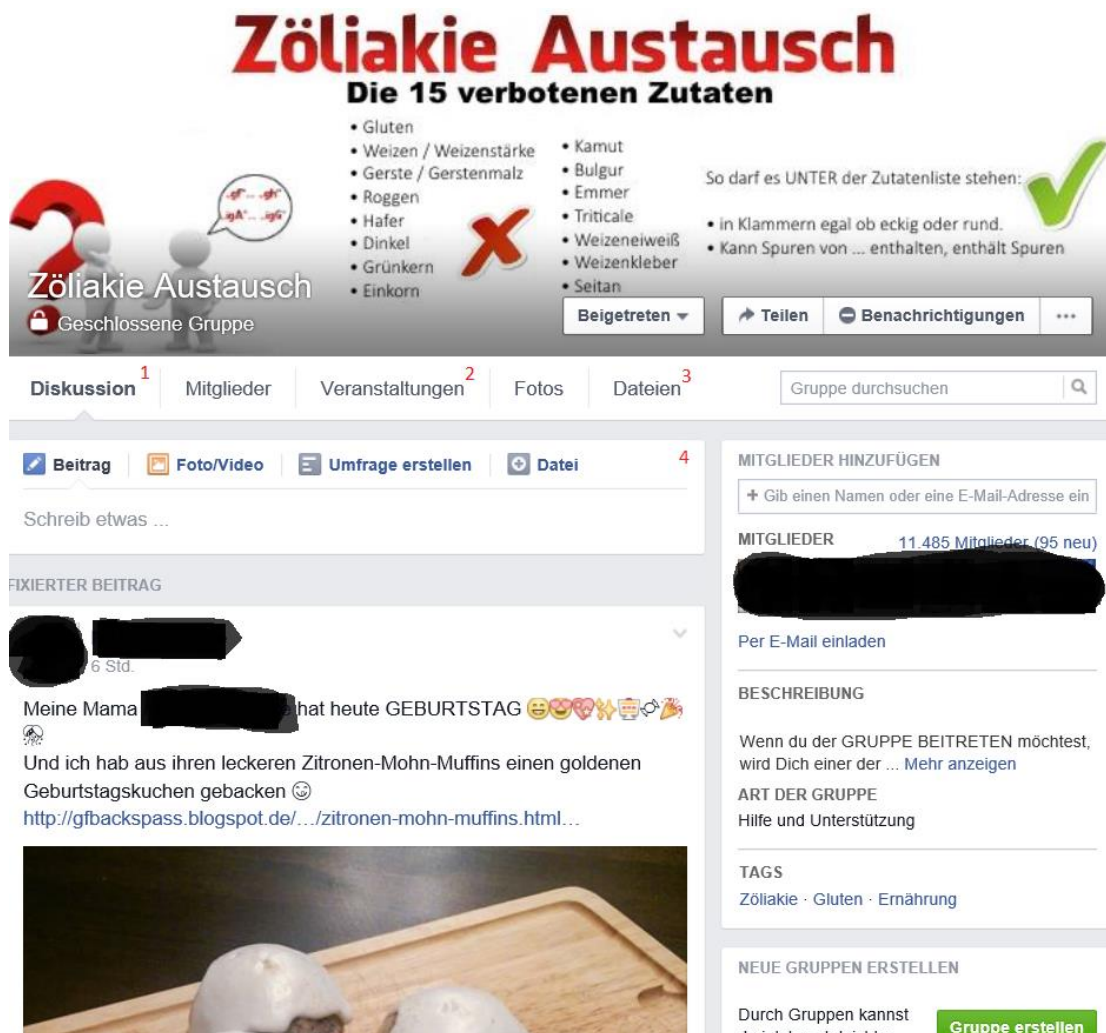 Zöliakie Austausch
Die 15 verbotenen Zutaten
• Gluten
• Weizen / Weizenstärke
• Gerste / Gerstenmalz
• Roggen
• Hafer
• Dinkel
• Grünkern
• Einkorn
• Kamut
• Bulgur
• Emmer
• Triticale
• Weizeneiweiß
• Weizenkleber
• Seitan
So darf es UNTER der Zutatenliste stehen:
• in Klammern egal ob eckig oder rund.
• Kann Spuren von ... enthalten, enthält Spuren
Zöliakie Austausch
Geschlossene Gruppe
Beigetreten
Teilen
Benachrichtigungen
Diskussion 1
Mitglieder
Veranstaltungen 2
Fotos
Dateien 3
Gruppe durchsuchen
Beitrag
Foto/Video
Umfrage erstellen
Datei
4
Schreib etwas ...
FIXIERTER BEITRAG
6 Std.
Meine Mama hat heute GEBURTSTAG
Und ich hab aus ihren leckeren Zitronen-Mohn-Muffins einen goldenen
Geburtstagskuchen gebacken
http://gfbackspass.blogspot.de/…/zitronen-mohn-muffins.html…
MITGLIEDER HINZUFÜGEN
+ Gib einen Namen oder eine E-Mail-Adresse ein
MITGLIEDER
11.485 Mitglieder (95 neu)
Per E-Mail einladen
BESCHREIBUNG
Wenn du der GRUPPE BEITRETEN möchtest,
wird Dich einer der ... Mehr anzeigen
ART DER GRUPPE
Hilfe und Unterstützung
TAGS
Zöliakie · Gluten · Ernährung
NEUE GRUPPEN ERSTELLEN
Durch Gruppen kannst
Gruppe erstellen